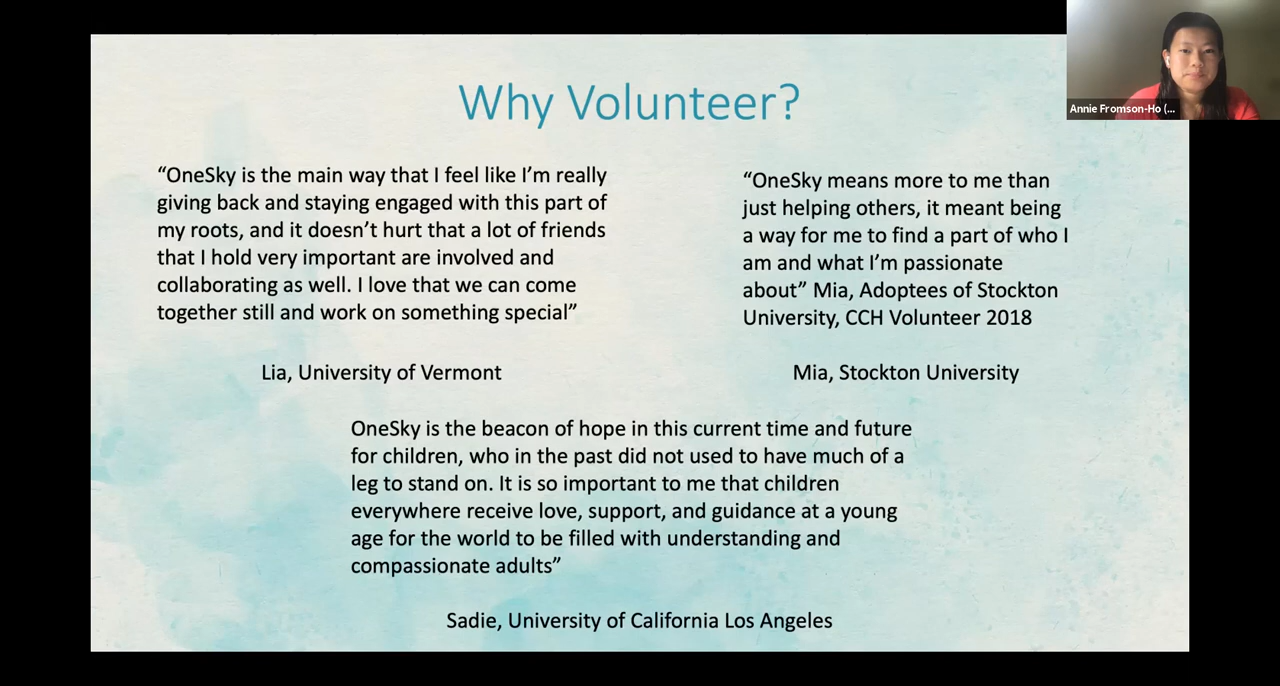 Why Volunteer?
“OneSky is the main way that I feel like I’m really
giving back and staying engaged with this part of
my roots, and it doesn’t hurt that a lot of friends
that I hold very important are involved and
collaborating as well. I love that we can come
together still and work on something special”
Lia, University of Vermont
“OneSky means more to me than
just helping others, it meant being
a way for me to find a part of who I
am and what I’m passionate
about” Mia, Adoptees of Stockton
University, CCH Volunteer 2018
Mia, Stockton University
OneSky is the beacon of hope in this current time and future
for children, who in the past did not used to have much of a
leg to stand on. It is so important to me that children
everywhere receive love, support, and guidance at a young
age for the world to be filled with understanding and
compassionate adults”
Sadie, University of California Los Angeles
Annie Fromson-Ho (...